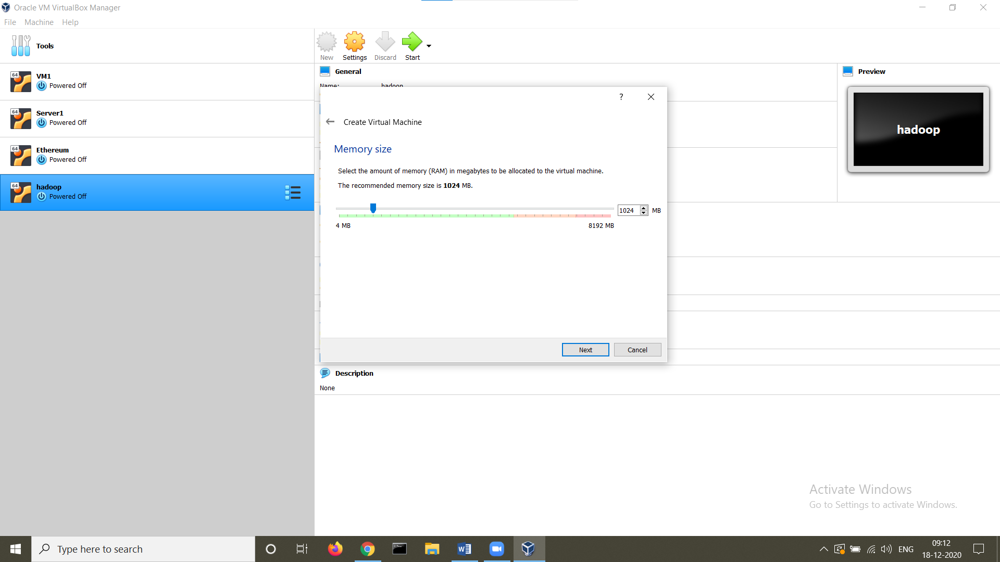 Oracle VM VirtualBox Manager
File Machine Help
Tools
New Settings Discard Start
64 VM1
Powered Off
64 Server1
Powered Off
64 Ethereum
Powered Off
64 hadoop
Powered Off
General
Name: hadoop
Preview
hadoop
?
Create Virtual Machine
Memory size
Select the amount of memory (RAM) in megabytes to be allocated to the virtual machine.
The recommended memory size is 1024 MB.
1024 MB
4 MB 8192 MB
Next Cancel
Description
None
Activate Windows
Go to Settings to activate Windows.
Type here to search
ENG
09:12
18-12-2020